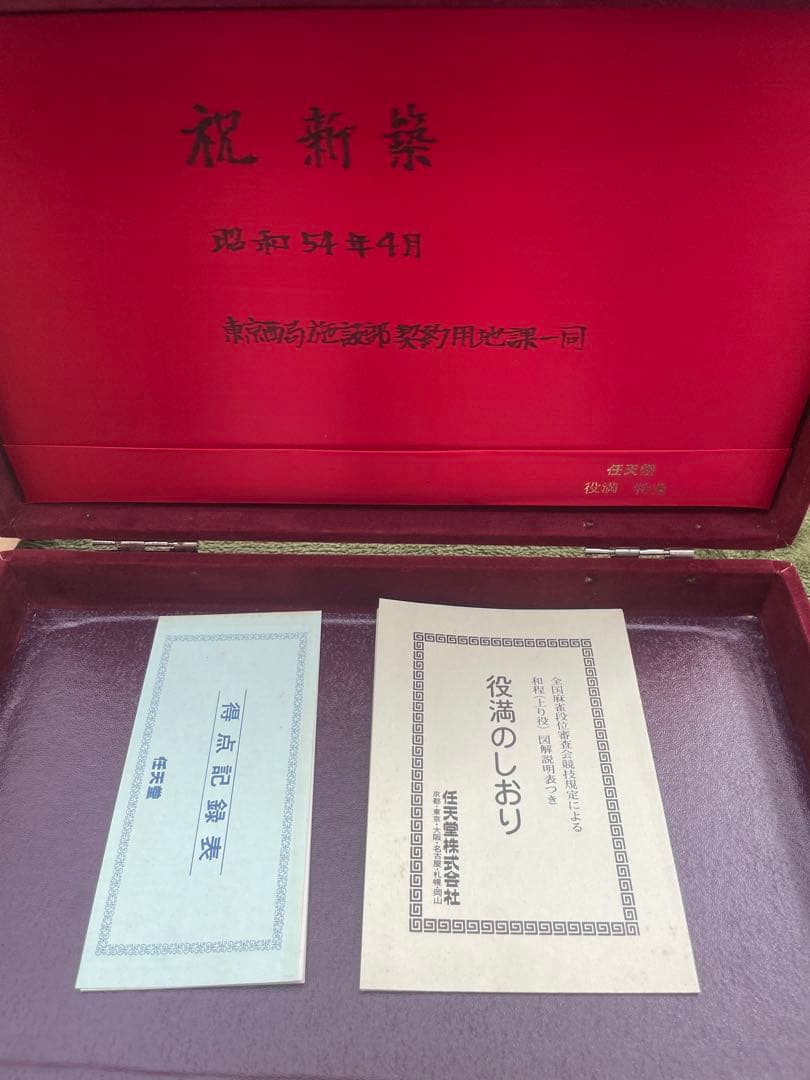 祝 新 築
昭和54年4月
東京西局施設部契約用地課一同
任天堂
役満
得点記録表
任天堂
全国麻雀段位審査会競技規定による
和程(上り役)図解説明表つき
役満のしおり
任天堂株式会社
京都・東京・大阪・名古屋・札幌・岡山